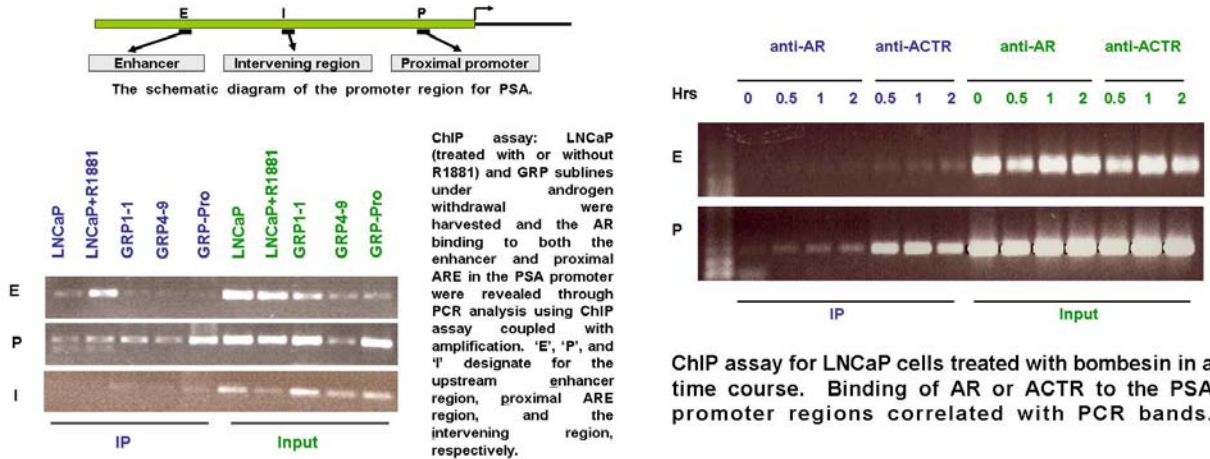 E I P
Enhancer Intervening region Proximal promoter
The schematic diagram of the promoter region for PSA.
LNCaP LNCaP+R1881 GRP1-1 GRP4-9 GRP-Pro LNCaP LNCaP+R1881 GRP1-1 GRP4-9 GRP-Pro
E
P
I
IP Input
ChIP assay: LNCaP
(treated with or without
R1881) and GRP sublines
under androgen
withdrawal were
harvested and the AR
binding to both the
enhancer and proximal
ARE in the PSA promoter
were revealed through
PCR analysis using ChIP
assay coupled with
amplification. ‘E’, ‘P’, and
‘I’ designate for the
upstream enhancer
region, proximal ARE
region, and the
intervening region,
respectively.
anti-AR anti-ACTR anti-AR anti-ACTR
Hrs 0 0.5 1 2 0.5 1 2 0 0.5 1 2 0.5 1 2
E
P
IP Input
ChIP assay for LNCaP cells treated with bombesin in a
time course. Binding of AR or ACTR to the PSA
promoter regions correlated with PCR bands.